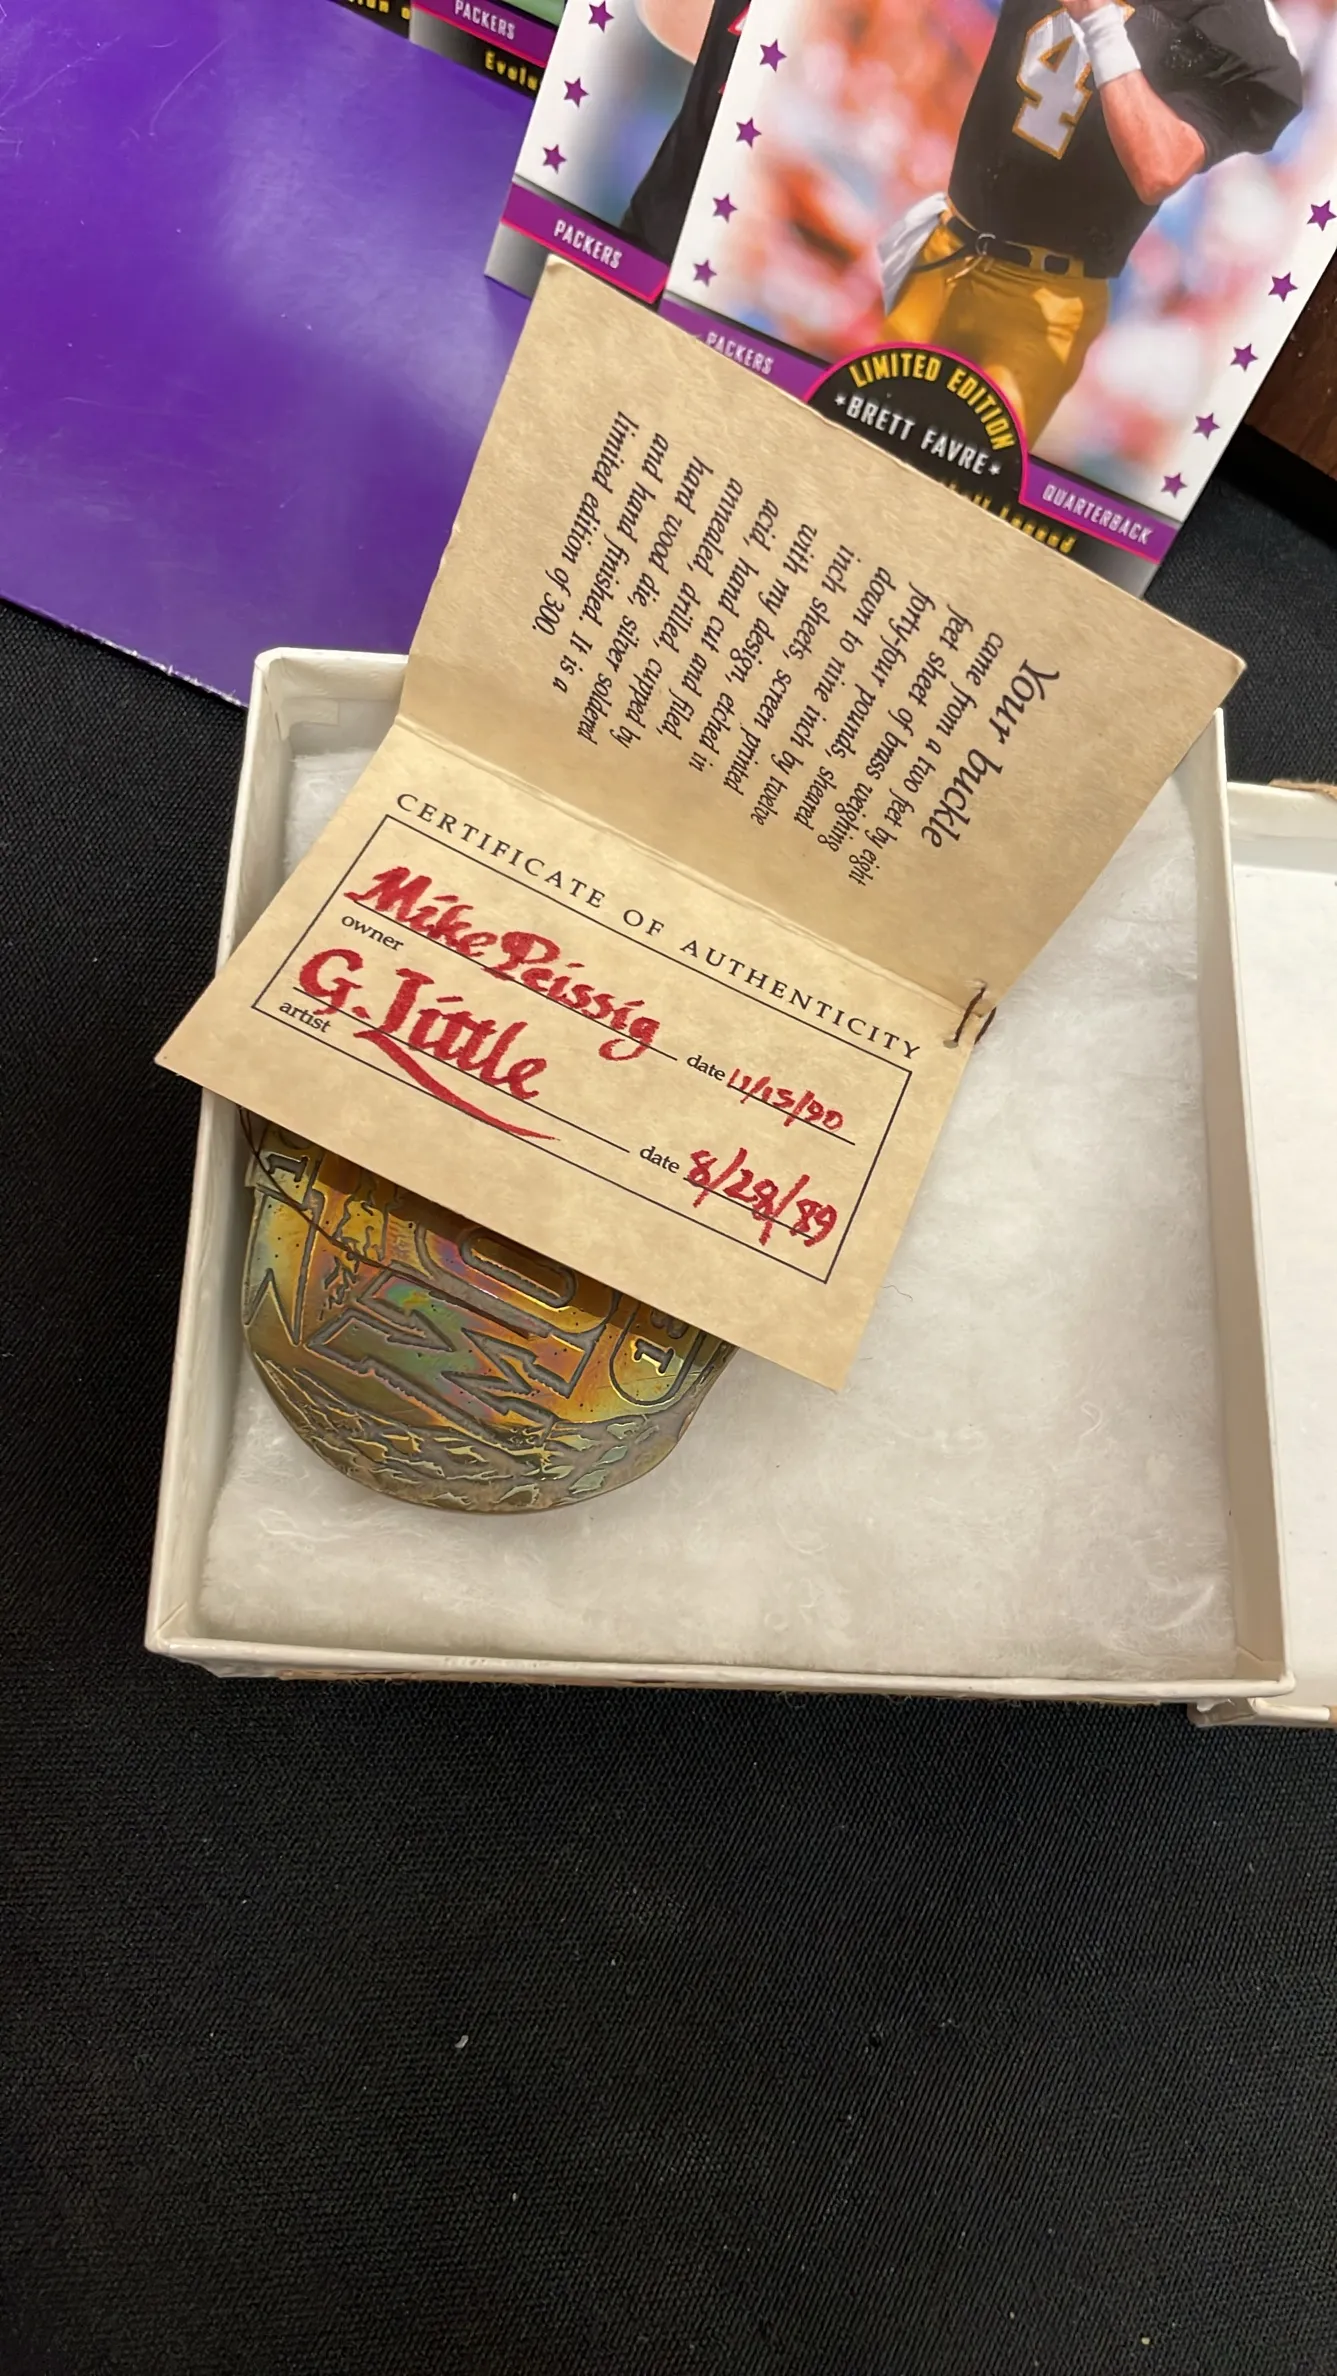 PACKERS
PACKERS
PACKERS
4
LIMITED EDITION
*BRETT FAVRE*
QUARTERBACK
Your buckle
came from a two feet by eight
feet sheet of brass weighing
forty-four pounds, sheared
down to nine inch by twelve
inch sheets, screen printed
with my design, etched in
acid, hand cut and filed,
annealed, drilled, cupped by
hard wood die, silver soldered
and hand finished. It is a
limited edition of 300.
CERTIFICATE OF AUTHENTICITY
Mike Peissig
owner
date 11/15/90
G. Little
artist
date 8/28/89